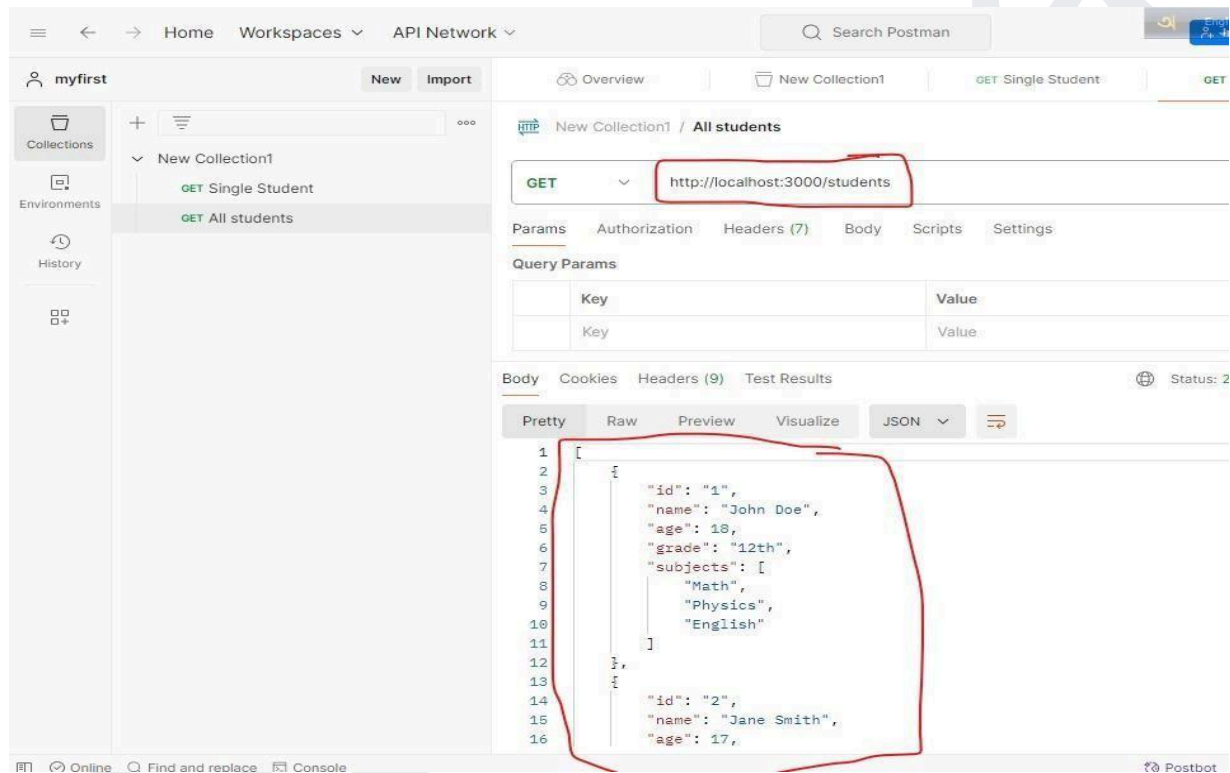 Home Workspaces API Network Search Postman
অ
myfirst New Import Overview New Collection1 GET Single Student GET
Collections
New Collection1
GET Single Student
GET All students
Environments
History
HTTP New Collection1 / All students
GET http://localhost:3000/students
Params Authorization Headers (7) Body Scripts Settings
Query Params
Key Value
Key Value
Body Cookies Headers (9) Test Results Status: 2
Pretty Raw Preview Visualize JSON
1 [
2 {
3 "id": "1",
4 "name": "John Doe",
5 "age": 18,
6 "grade": "12th",
7 "subjects": [
8 "Math",
9 "Physics",
10 "English"
11 ]
12 },
13 {
14 "id": "2",
15 "name": "Jane Smith",
16 "age": 17,
Online Find and replace Console Postbot